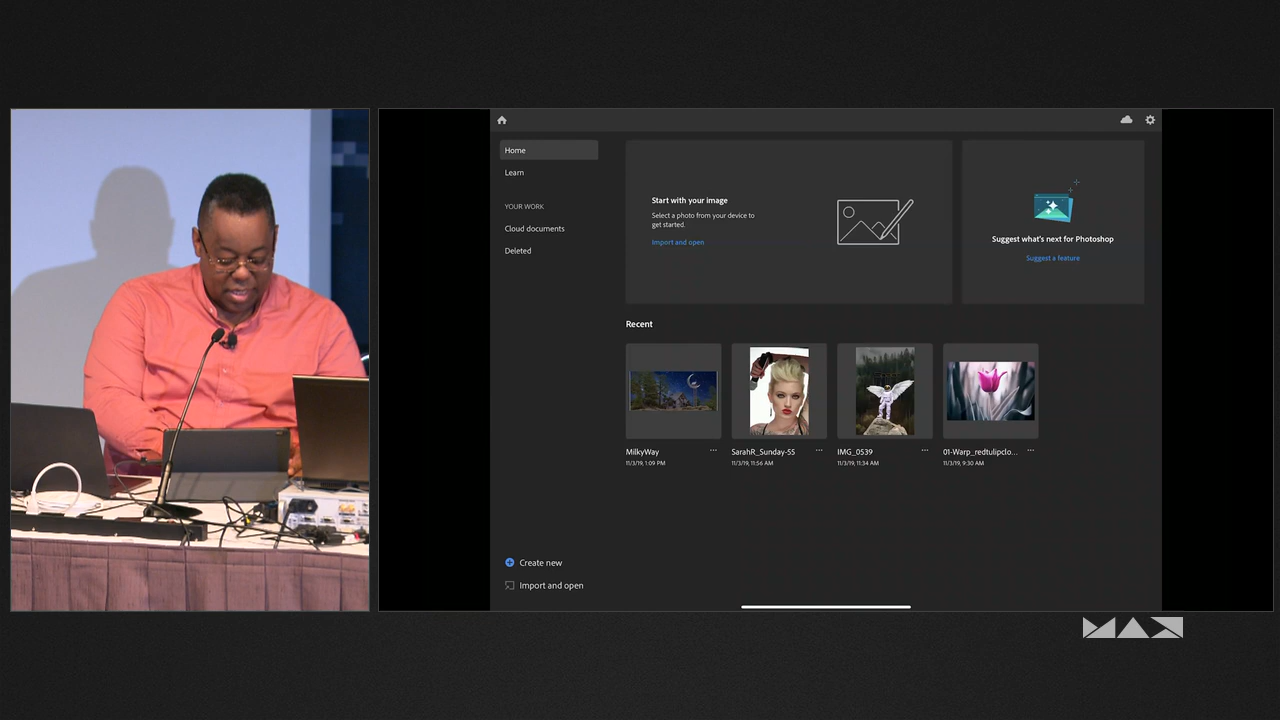 Home
Learn
YOUR WORK
Cloud documents
Deleted
Create new
Import and open
Start with your image
Select a photo from your device to
get started.
Import and open
Suggest what's next for Photoshop
Suggest a feature
Recent
MilkyWay
11/3/19, 1:09 PM
SarahR_Sunday-55
11/3/19, 11:56 AM
IMG_0539
11/3/19, 11:34 AM
01-Warp_redtulipclo...
11/3/19, 9:30 AM
MAX